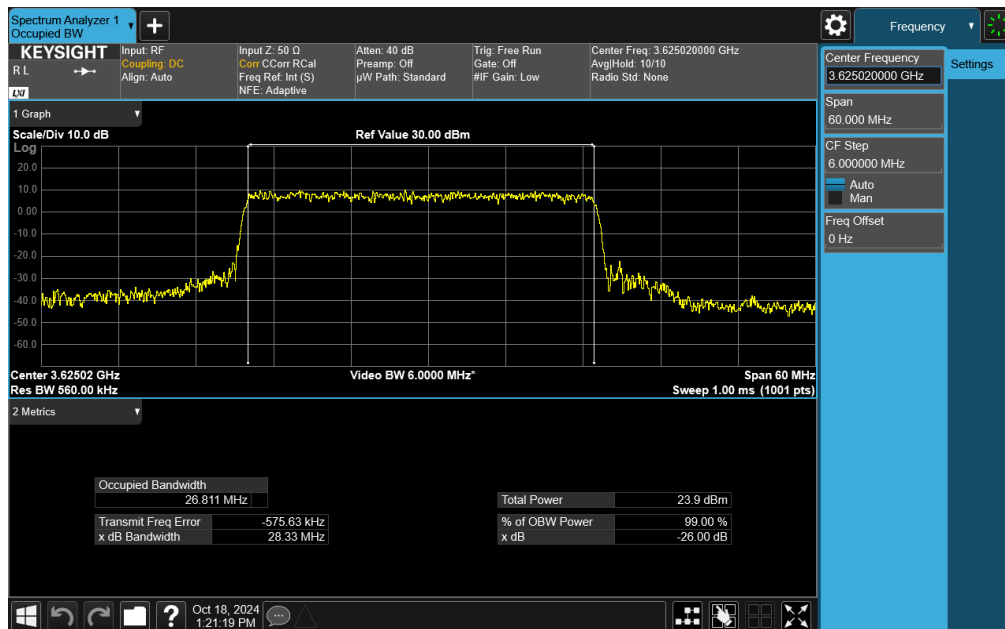 Spectrum Analyzer 1
Occupied BW
Frequency
KEYSIGHT
R L
LXI
Input: RF
Coupling: DC
Align: Auto
Input Z: 50 Ω
Corr CCorr RCal
Freq Ref: Int (S)
NFE: Adaptive
Atten: 40 dB
Preamp: Off
µW Path: Standard
Trig: Free Run
Gate: Off
#IF Gain: Low
Center Freq: 3.625020000 GHz
Avg|Hold: 10/10
Radio Std: None
Center Frequency
3.625020000 GHz
Settings
Span
60.000 MHz
CF Step
6.000000 MHz
Auto
Man
Freq Offset
0 Hz
1 Graph
Scale/Div 10.0 dB
Ref Value 30.00 dBm
Log
20.0
10.0
0.00
-10.0
-20.0
-30.0
-40.0
-50.0
-60.0
Center 3.62502 GHz
Video BW 6.0000 MHz*
Span 60 MHz
Res BW 560.00 kHz
Sweep 1.00 ms (1001 pts)
2 Metrics
Occupied Bandwidth
26.811 MHz
Total Power 23.9 dBm
Transmit Freq Error -575.63 kHz
% of OBW Power 99.00 %
x dB Bandwidth 28.33 MHz
x dB -26.00 dB
?
Oct 18, 2024
1:21:19 PM